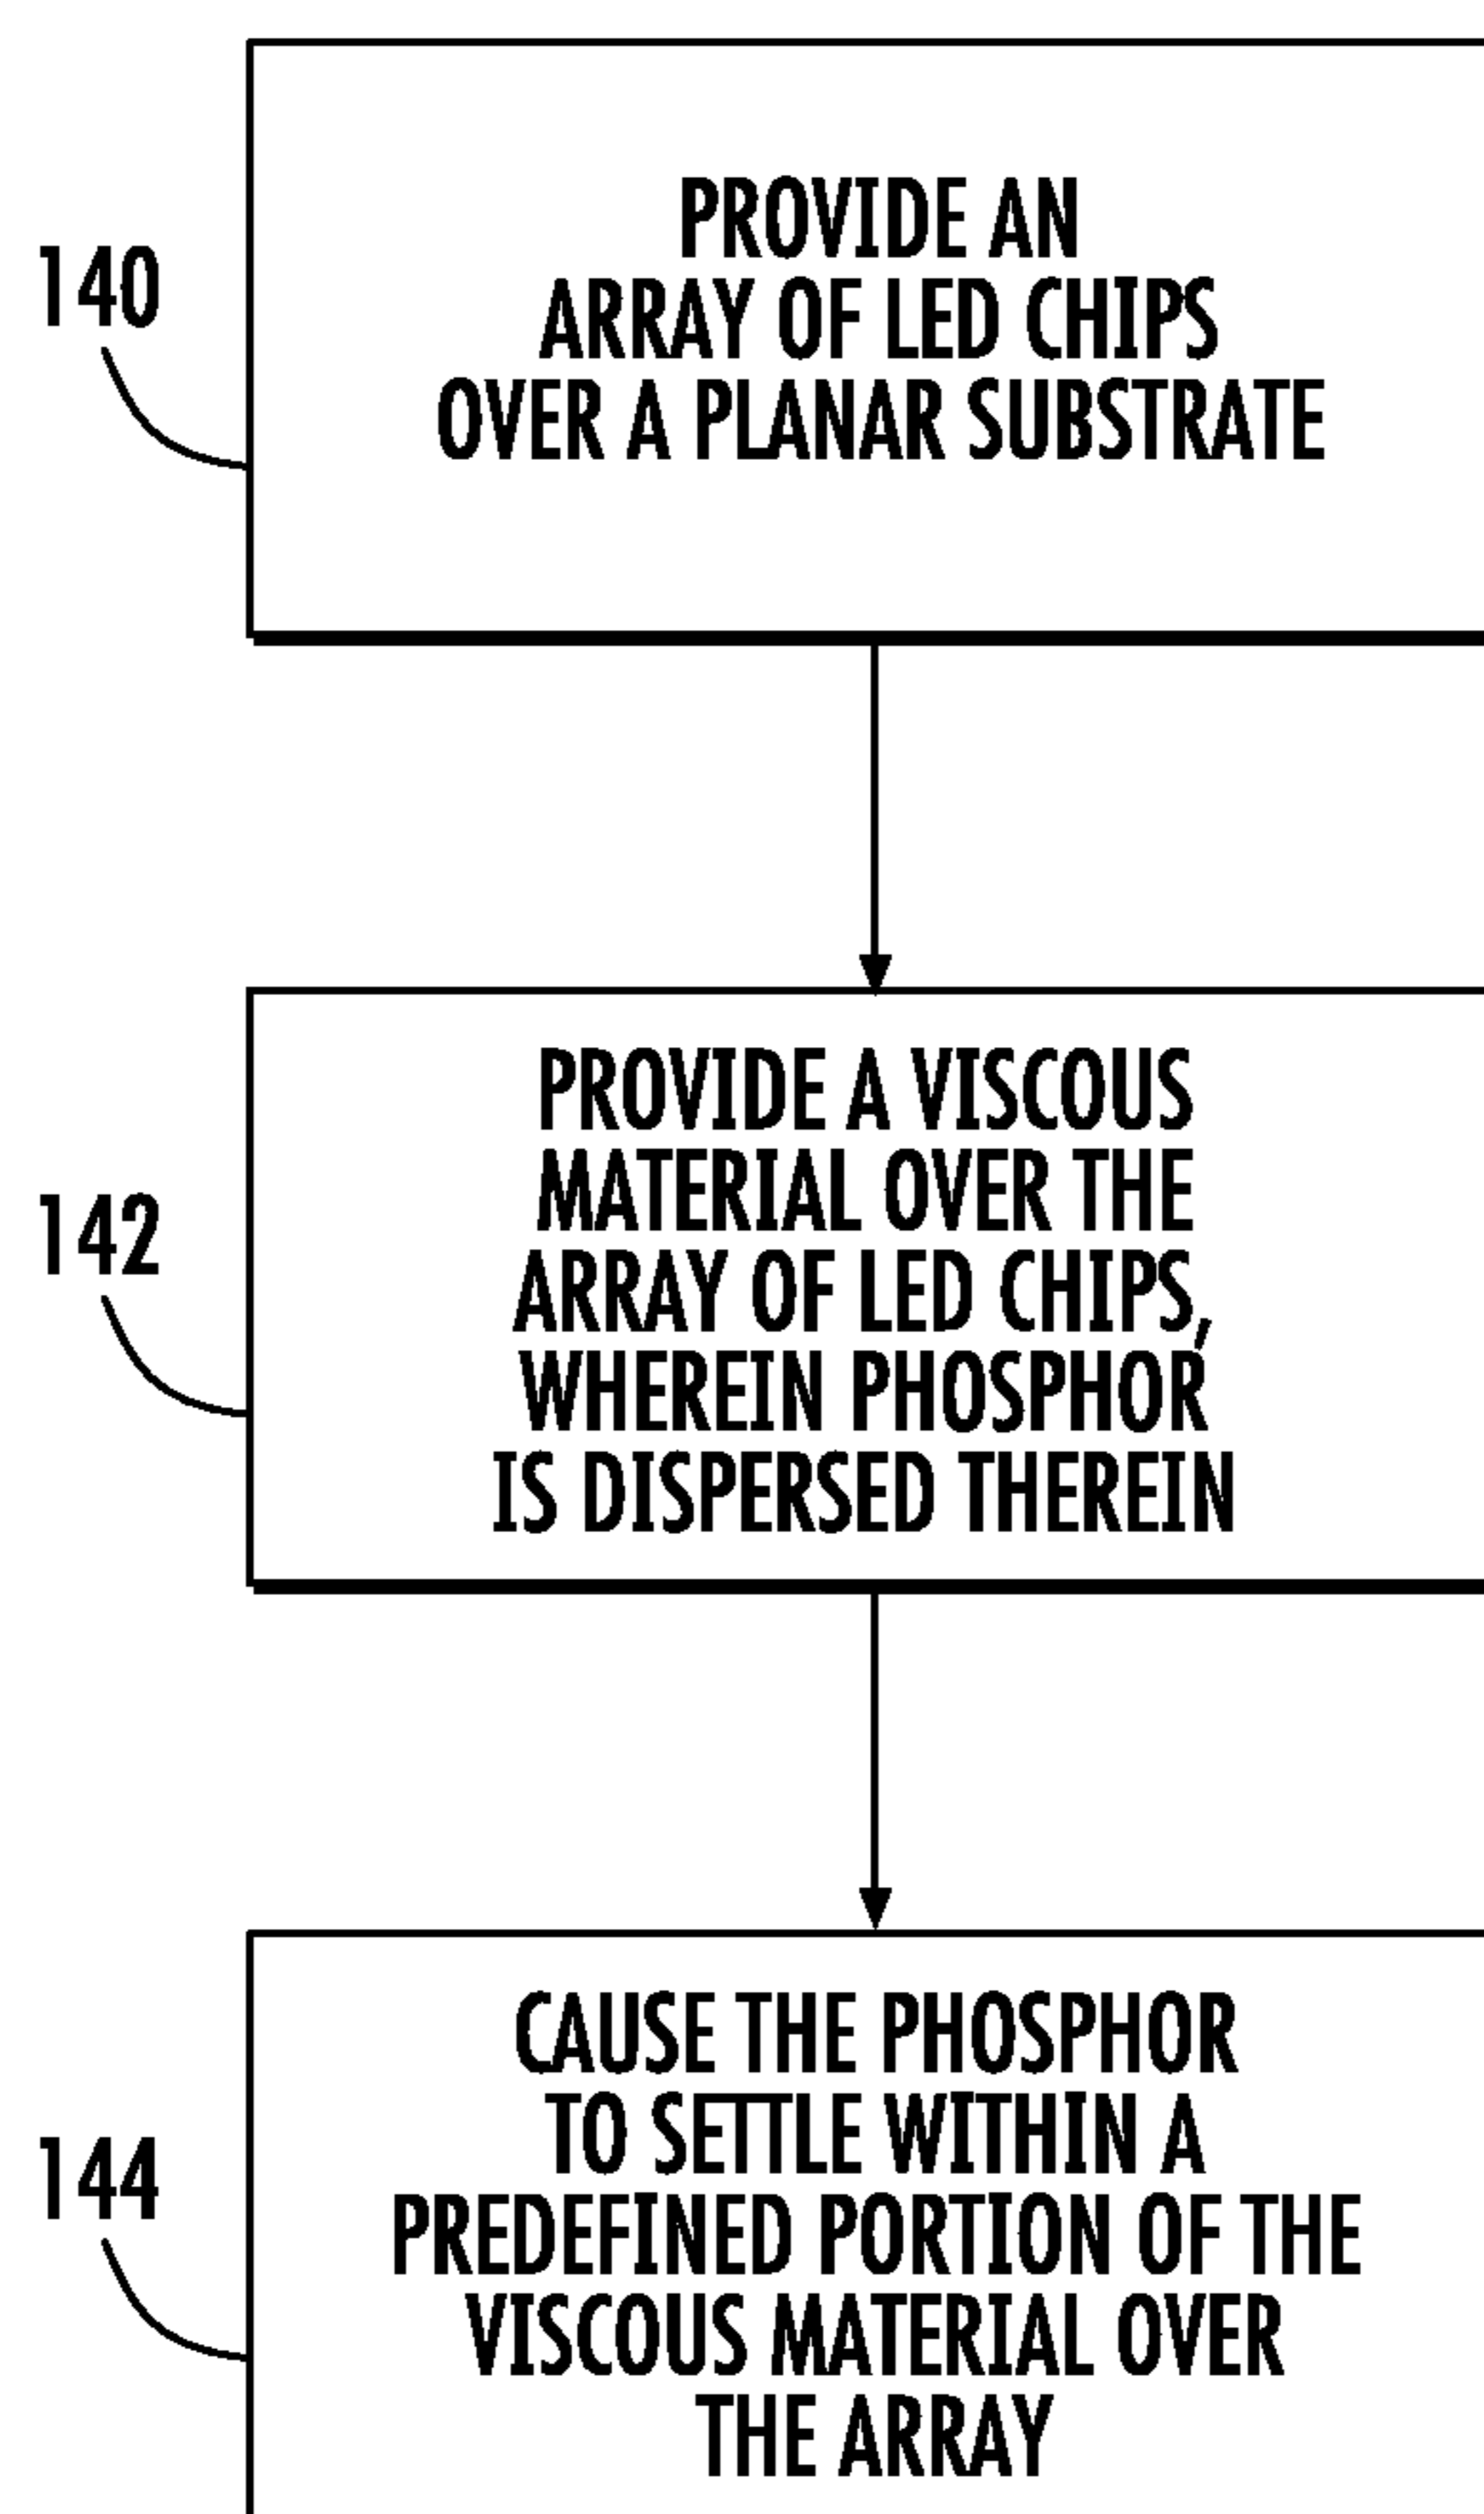 140
PROVIDE AN
ARRAY OF LED CHIPS
OVER A PLANAR SUBSTRATE
142
PROVIDE A VISCOUS
MATERIAL OVER THE
ARRAY OF LED CHIPS,
WHEREIN PHOSPHOR
IS DISPERSED THEREIN
144
CAUSE THE PHOSPHOR
TO SETTLE WITHIN A
PREDEFINED PORTION OF THE
VISCOUS MATERIAL OVER
THE ARRAY